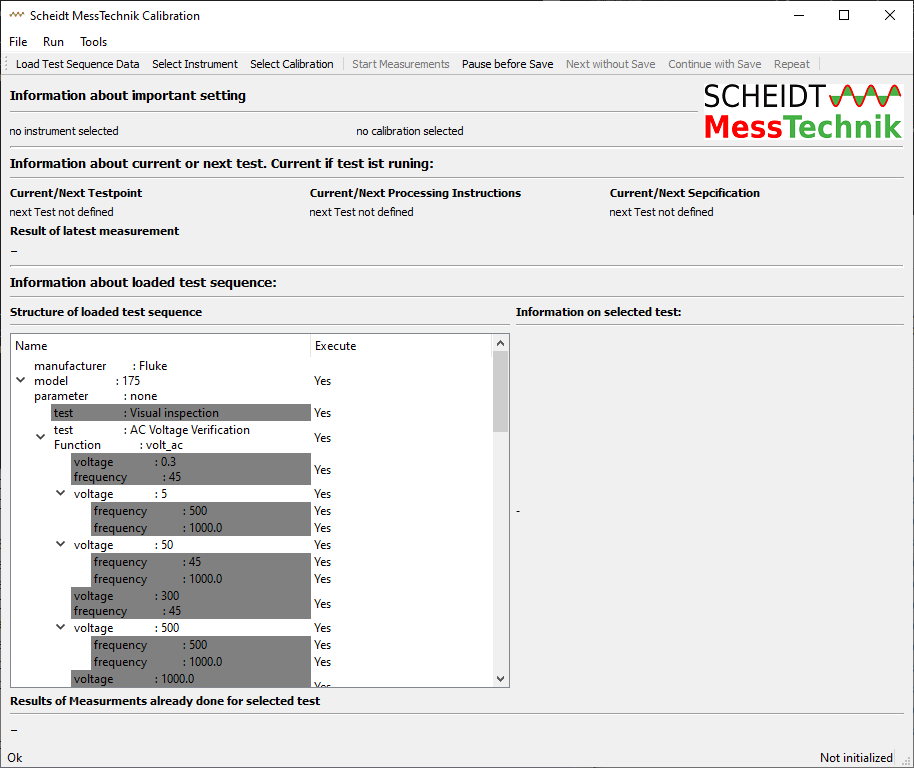 Scheidt MessTechnik Calibration
File Run Tools
Load Test Sequence Data Select Instrument Select Calibration Start Measurements Pause before Save Next without Save Continue with Save Repeat
Information about important setting
SCHEIDT
MessTechnik
no instrument selected no calibration selected
Information about current or next test. Current if test ist runing:
Current/Next Testpoint Current/Next Processing Instructions Current/Next Sepcification
next Test not defined next Test not defined next Test not defined
Result of latest measurement
–
Information about loaded test sequence:
Structure of loaded test sequence Information on selected test:
Name Execute
manufacturer : Fluke
model : 175 Yes
parameter : none
test : Visual inspection Yes
test : AC Voltage Verification
Function : volt_ac Yes
voltage : 0.3
frequency : 45 Yes
voltage : 5 Yes
frequency : 500 Yes
-
frequency : 1000.0 Yes
voltage : 50 Yes
frequency : 45 Yes
frequency : 1000.0 Yes
voltage : 300
frequency : 45 Yes
voltage : 500 Yes
frequency : 500 Yes
frequency : 1000.0 Yes
voltage : 1000.0 Yes
Results of Measurments already done for selected test
–
Ok Not initialized